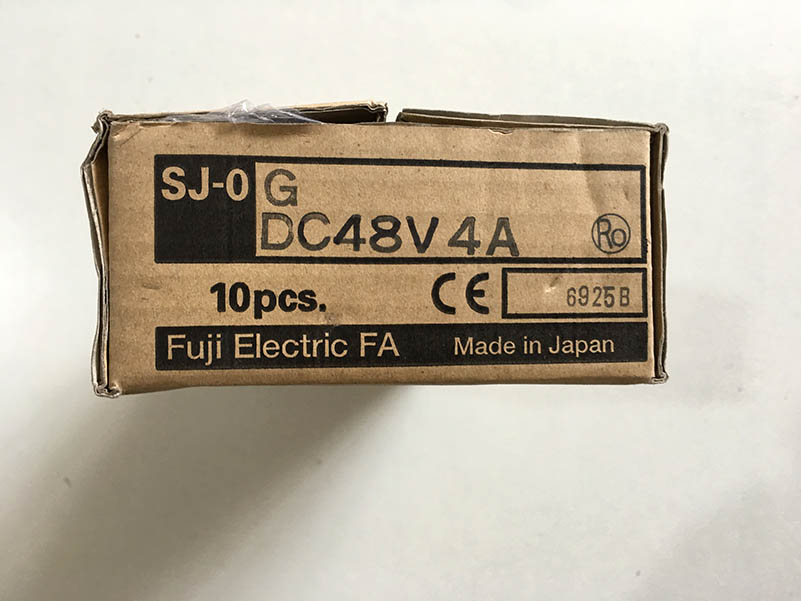 SJ-0 G
DC48V 4A
Ro
10pcs. CE 6925B
Fuji Electric FA Made in Japan